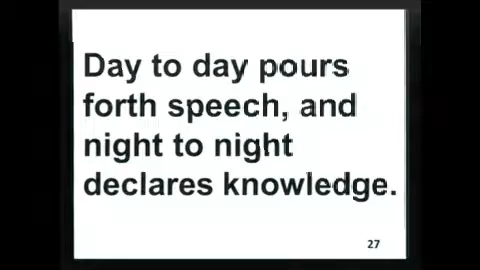 Day to day pours
forth speech, and
night to night
declares knowledge.
27